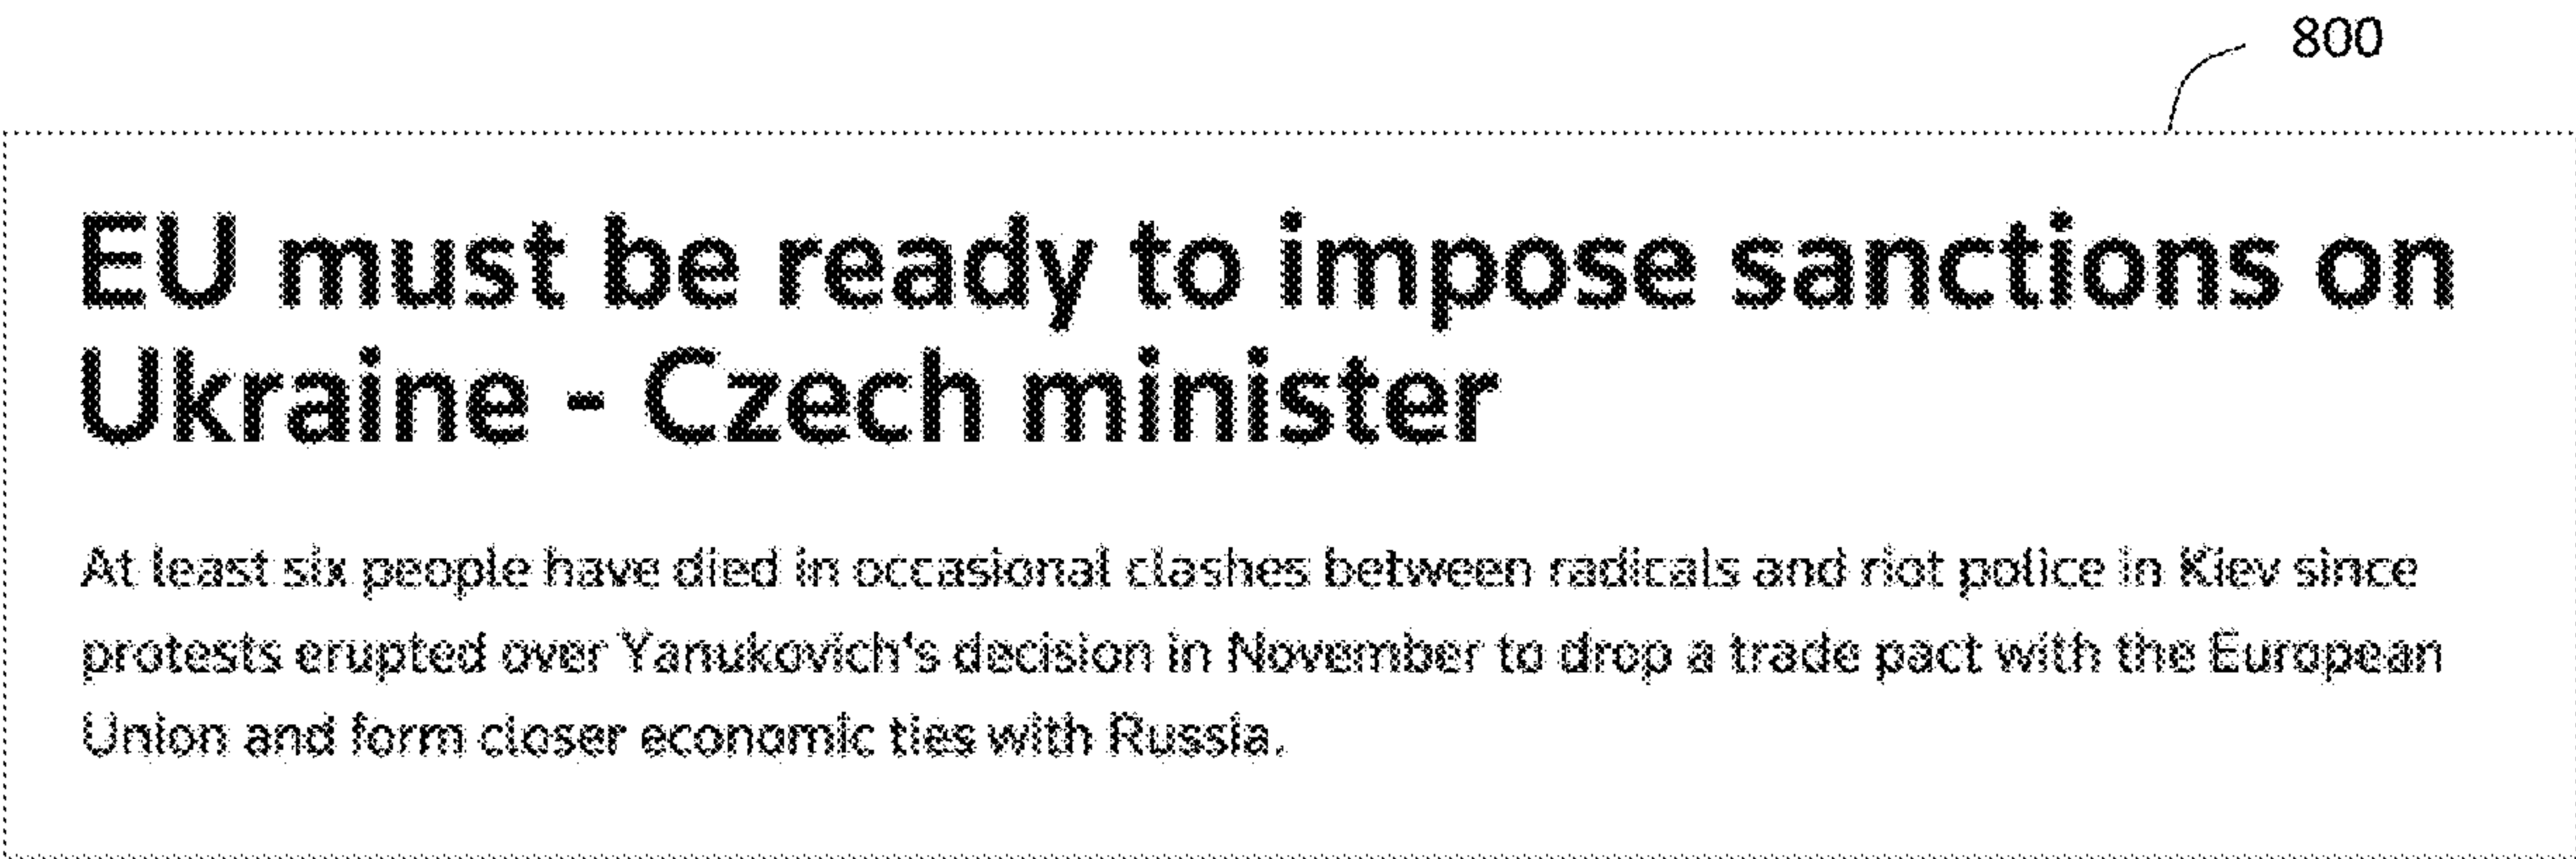 800
EU must be ready to impose sanctions on
Ukraine - Czech minister
At least six people have died in occasional clashes between radicals and riot police in Kiev since
protests erupted over Yanukovich's decision in November to drop a trade pact with the European
Union and form closer economic ties with Russia.